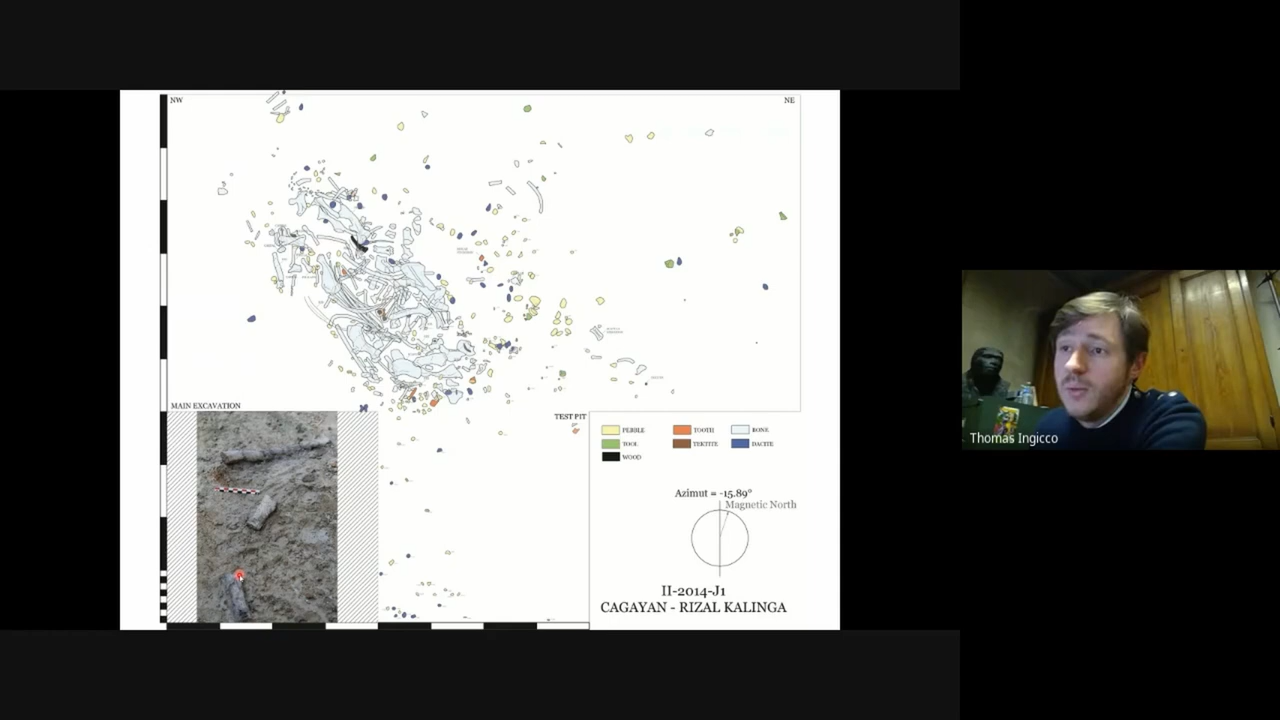 NW
NE
MAIN EXCAVATION
TEST PIT
PEBBLE
TOOTH
BONE
TOOL
TEKTITE
DACITE
WOOD
Azimut = -15.89°
Magnetic North
II-2014-J1
CAGAYAN - RIZAL KALINGA
Thomas Ingicco